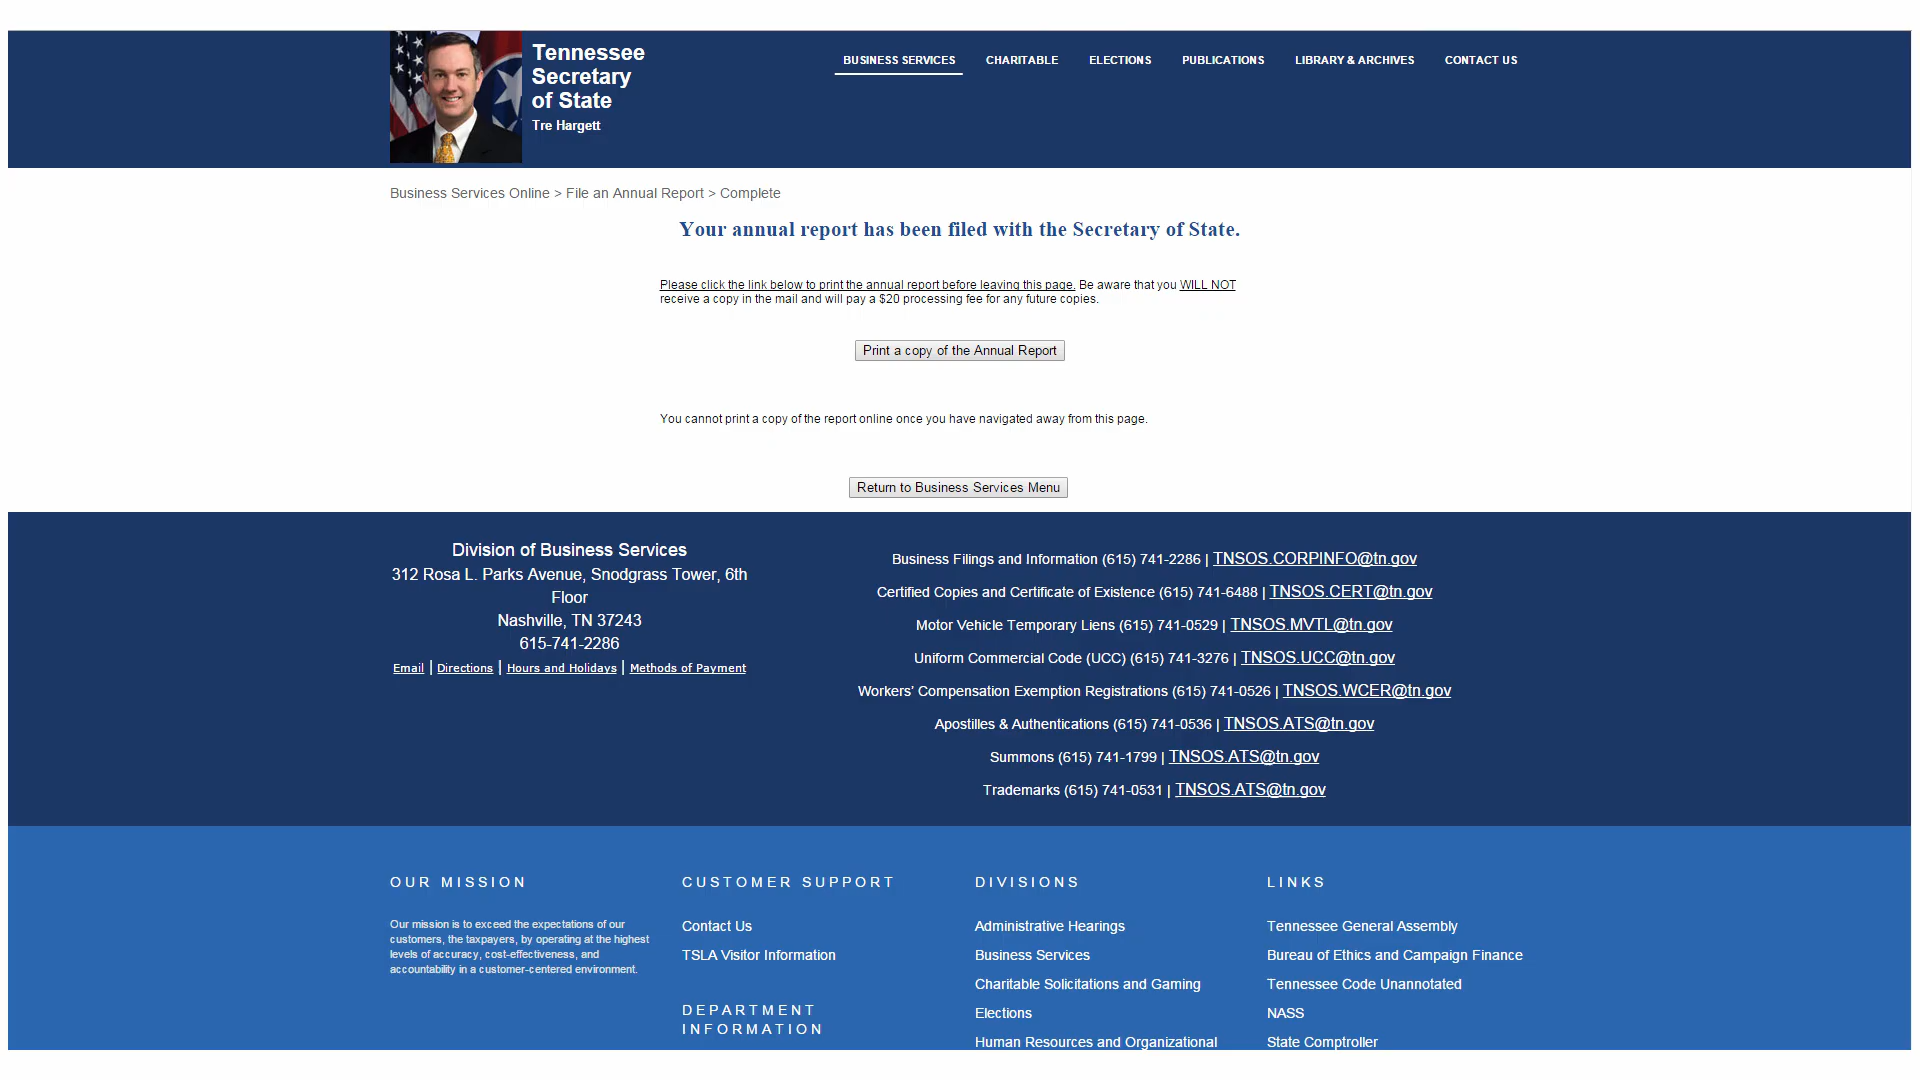 Tennessee
Secretary
of State
Tre Hargett
BUSINESS SERVICES CHARITABLE ELECTIONS PUBLICATIONS LIBRARY & ARCHIVES CONTACT US
Business Services Online > File an Annual Report > Complete
Your annual report has been filed with the Secretary of State.
Please click the link below to print the annual report before leaving this page. Be aware that you WILL NOT
receive a copy in the mail and will pay a $20 processing fee for any future copies.
Print a copy of the Annual Report
You cannot print a copy of the report online once you have navigated away from this page.
Return to Business Services Menu
Division of Business Services
312 Rosa L. Parks Avenue, Snodgrass Tower, 6th
Floor
Nashville, TN 37243
615-741-2286
Email | Directions | Hours and Holidays | Methods of Payment
Business Filings and Information (615) 741-2286 | TNSOS.CORPINFO@tn.gov
Certified Copies and Certificate of Existence (615) 741-6488 | TNSOS.CERT@tn.gov
Motor Vehicle Temporary Liens (615) 741-0529 | TNSOS.MVTL@tn.gov
Uniform Commercial Code (UCC) (615) 741-3276 | TNSOS.UCC@tn.gov
Workers' Compensation Exemption Registrations (615) 741-0526 | TNSOS.WCER@tn.gov
Apostilles & Authentications (615) 741-0536 | TNSOS.ATS@tn.gov
Summons (615) 741-1799 | TNSOS.ATS@tn.gov
Trademarks (615) 741-0531 | TNSOS.ATS@tn.gov
OUR MISSION
Our mission is to exceed the expectations of our
customers, the taxpayers, by operating at the highest
levels of accuracy, cost-effectiveness, and
accountability in a customer-centered environment.
CUSTOMER SUPPORT
Contact Us
TSLA Visitor Information
DEPARTMENT
INFORMATION
DIVISIONS
Administrative Hearings
Business Services
Charitable Solicitations and Gaming
Elections
Human Resources and Organizational
LINKS
Tennessee General Assembly
Bureau of Ethics and Campaign Finance
Tennessee Code Unannotated
NASS
State Comptroller